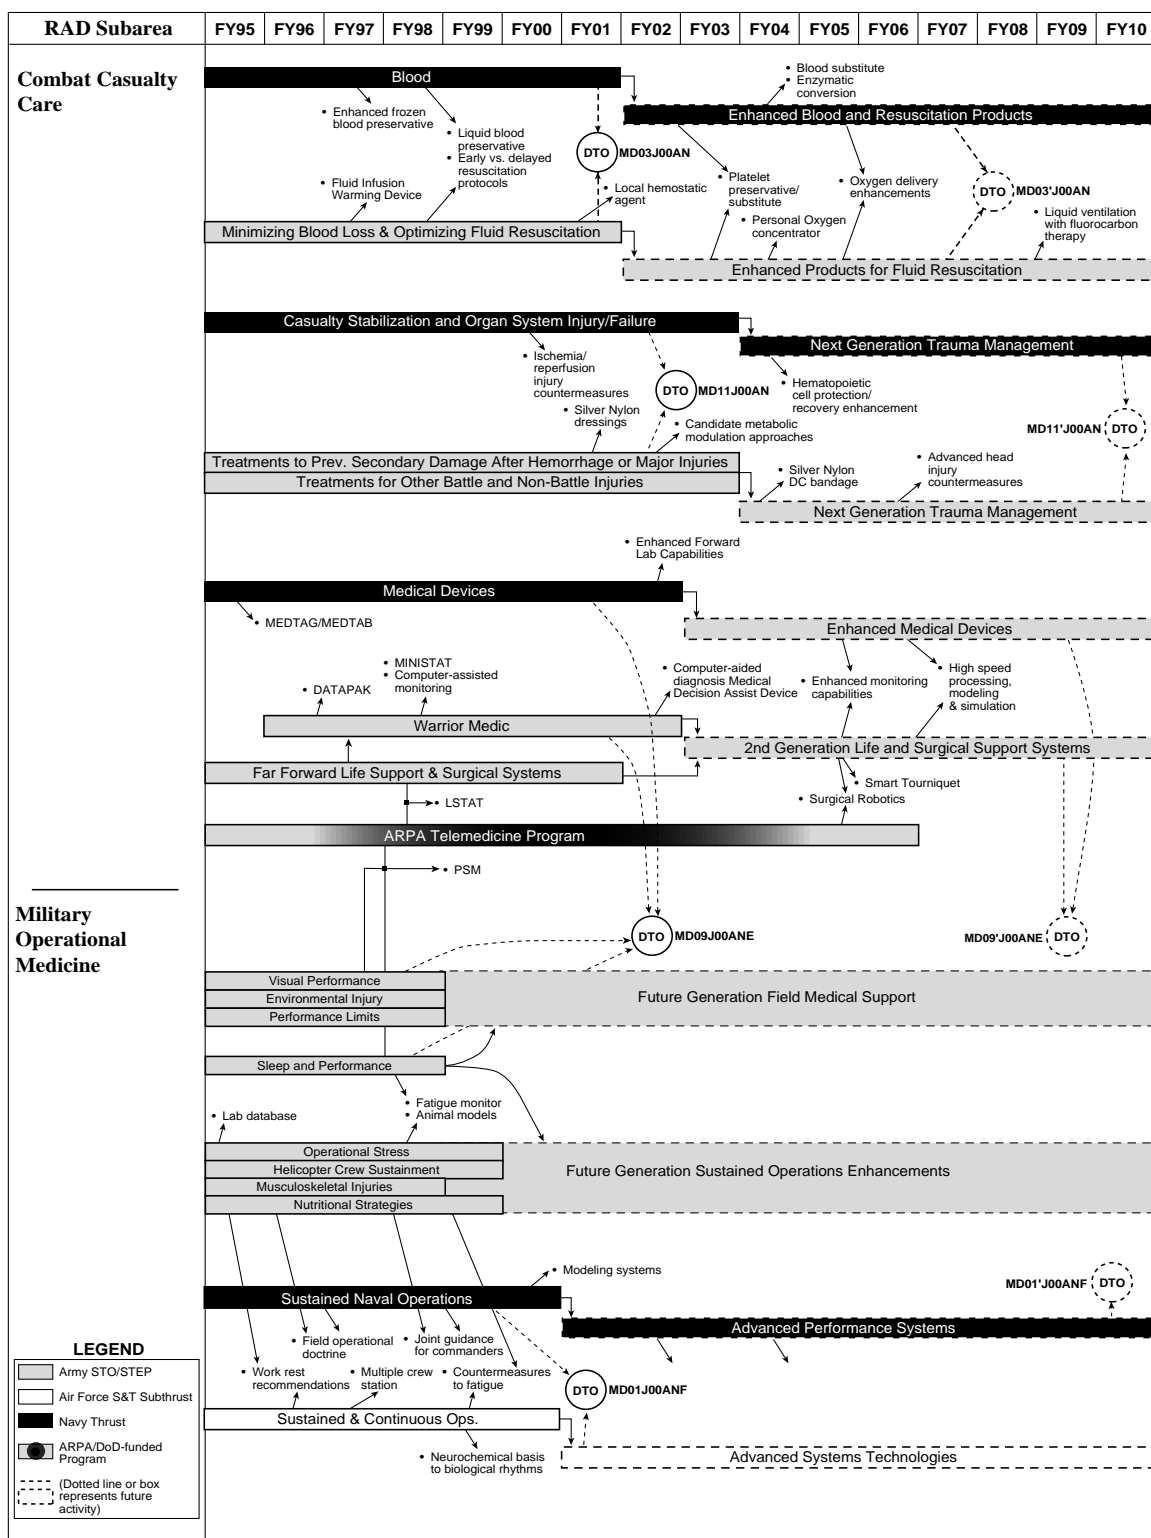 RAD Subarea FY95 FY96 FY97 FY98 FY99 FY00 FY01 FY02 FY03 FY04 FY05 FY06 FY07 FY08 FY09 FY10
Combat Casualty
Care
Blood
• Blood substitute
• Enzymatic
conversion
Enhanced Blood and Resuscitation Products
• Enhanced frozen
blood preservative
• Liquid blood
preservative
• Early vs. delayed
resuscitation
protocols
DTO MD03J00AN
• Fluid Infusion
Warming Device
• Local hemostatic
agent
• Platelet
preservative/
substitute
• Personal Oxygen
concentrator
• Oxygen delivery
enhancements
DTO MD03'J00AN
• Liquid ventilation
with fluorocarbon
therapy
Minimizing Blood Loss & Optimizing Fluid Resuscitation
Enhanced Products for Fluid Resuscitation
Casualty Stabilization and Organ System Injury/Failure
Next Generation Trauma Management
• Ischemia/
reperfusion
injury
countermeasures
• Silver Nylon
dressings
DTO MD11J00AN
• Hematopoietic
cell protection/
recovery enhancement
• Candidate metabolic
modulation approaches
MD11'J00AN DTO
Treatments to Prev. Secondary Damage After Hemorrhage or Major Injuries
Treatments for Other Battle and Non-Battle Injuries
• Silver Nylon
DC bandage
• Advanced head
injury
countermeasures
Next Generation Trauma Management
• Enhanced Forward
Lab Capabilities
Medical Devices
• MEDTAG/MEDTAB
Enhanced Medical Devices
• MINISTAT
• Computer-assisted
monitoring
• DATAPAK
• Computer-aided
diagnosis Medical
Decision Assist Device
• Enhanced monitoring
capabilities
• High speed
processing,
modeling
& simulation
Warrior Medic
2nd Generation Life and Surgical Support Systems
Far Forward Life Support & Surgical Systems
• LSTAT
• Smart Tourniquet
• Surgical Robotics
ARPA Telemedicine Program
• PSM
Military
Operational
Medicine
DTO MD09J00ANE
MD09'J00ANE DTO
Visual Performance
Environmental Injury
Performance Limits
Future Generation Field Medical Support
Sleep and Performance
• Fatigue monitor
• Animal models
• Lab database
Operational Stress
Helicopter Crew Sustainment
Musculoskeletal Injuries
Nutritional Strategies
Future Generation Sustained Operations Enhancements
• Modeling systems
MD01'J00ANF DTO
Sustained Naval Operations
Advanced Performance Systems
• Field operational
doctrine
• Joint guidance
for commanders
• Work rest
recommendations
• Multiple crew
station
• Countermeasures
to fatigue
DTO MD01J00ANF
Sustained & Continuous Ops.
• Neurochemical basis
to biological rhythms
Advanced Systems Technologies
LEGEND
Army STO/STEP
Air Force S&T Subthrust
Navy Thrust
ARPA/DoD-funded
Program
(Dotted line or box
represents future
activity)